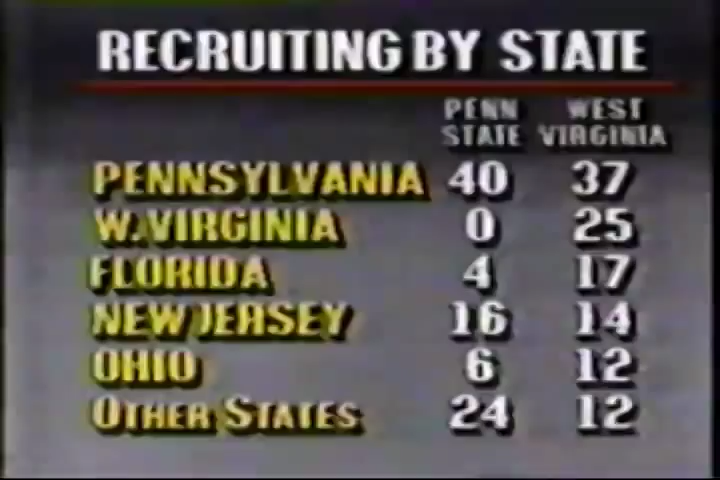 RECRUITING BY STATE
PENN STATE WEST VIRGINIA
PENNSYLVANIA 40 37
W.VIRGINIA 0 25
FLORIDA 4 17
NEW JERSEY 16 14
OHIO 6 12
OTHER STATES 24 12